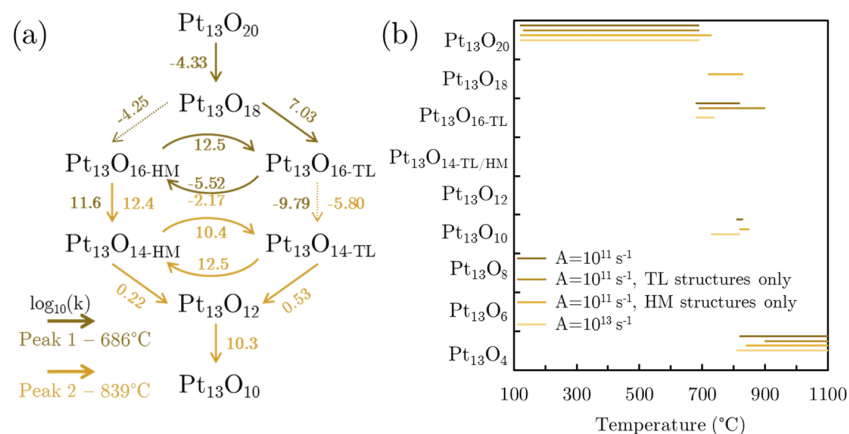 (a)
Pt13O20
-4.33
Pt13O18
-4.25
7.03
Pt13O16-HM
12.5
Pt13O16-TL
-5.52
11.6
12.4
-2.17
-9.79
-5.80
Pt13O14-HM
10.4
Pt13O14-TL
12.5
0.22
0.53
Pt13O12
10.3
Pt13O10
log10(k)
Peak 1 – 686°C
Peak 2 – 839°C
(b)
Pt13O20
Pt13O18
Pt13O16-TL
Pt13O14-TL/HM
Pt13O12
Pt13O10
Pt13O8
Pt13O6
Pt13O4
A=10^11 s^-1
A=10^11 s^-1, TL structures only
A=10^11 s^-1, HM structures only
A=10^13 s^-1
100 300 500 700 900 1100
Temperature (°C)